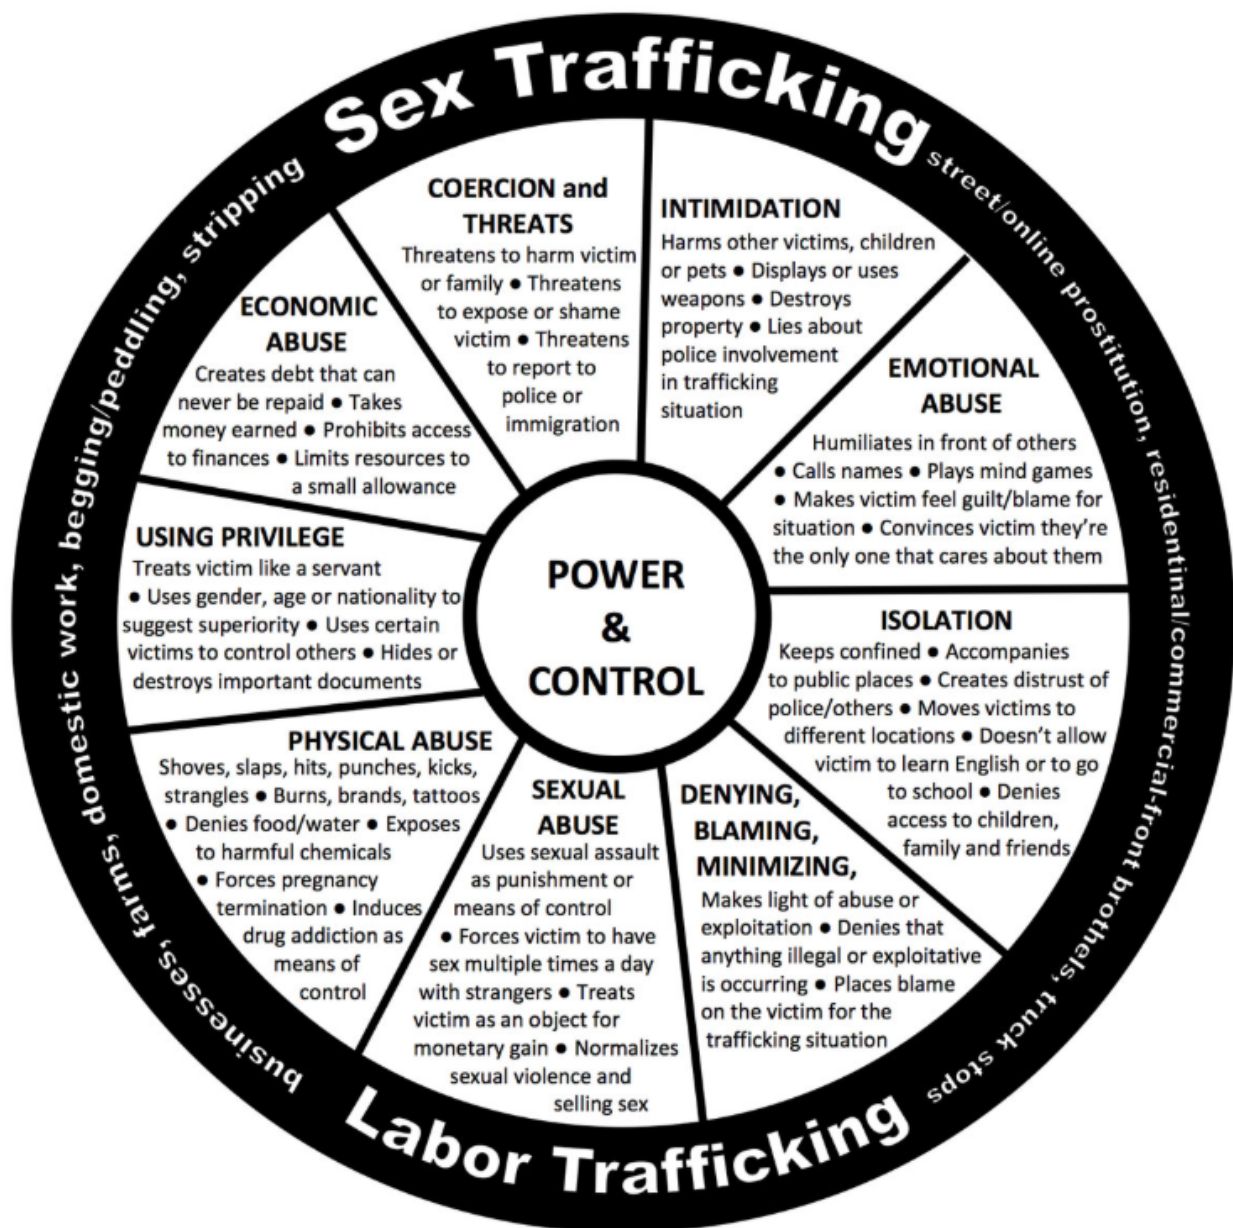 Sex Trafficking
street/online prostitution, residentinal/commercial-front brothels, truck stops
Labor Trafficking
businesses, farms, domestic work, begging/peddling, stripping
POWER
&
CONTROL
COERCION and
THREATS
Threatens to harm victim
or family ● Threatens
to expose or shame
victim ● Threatens
to report to
police or
immigration
INTIMIDATION
Harms other victims, children
or pets ● Displays or uses
weapons ● Destroys
property ● Lies about
police involvement
in trafficking
situation
EMOTIONAL
ABUSE
Humiliates in front of others
● Calls names ● Plays mind games
● Makes victim feel guilt/blame for
situation ● Convinces victim they're
the only one that cares about them
ISOLATION
Keeps confined ● Accompanies
to public places ● Creates distrust of
police/others ● Moves victims to
different locations ● Doesn't allow
victim to learn English or to go
to school ● Denies
access to children,
family and friends
DENYING,
BLAMING,
MINIMIZING,
Makes light of abuse or
exploitation ● Denies that
anything illegal or exploitative
is occurring ● Places blame
on the victim for the
trafficking situation
SEXUAL
ABUSE
Uses sexual assault
as punishment or
means of control
● Forces victim to have
sex multiple times a day
with strangers ● Treats
victim as an object for
monetary gain ● Normalizes
sexual violence and
selling sex
PHYSICAL ABUSE
Shoves, slaps, hits, punches, kicks,
strangles ● Burns, brands, tattoos
● Denies food/water ● Exposes
to harmful chemicals
● Forces pregnancy
termination ● Induces
drug addiction as
means of
control
USING PRIVILEGE
Treats victim like a servant
● Uses gender, age or nationality to
suggest superiority ● Uses certain
victims to control others ● Hides or
destroys important documents
ECONOMIC
ABUSE
Creates debt that can
never be repaid ● Takes
money earned ● Prohibits access
to finances ● Limits resources to
a small allowance